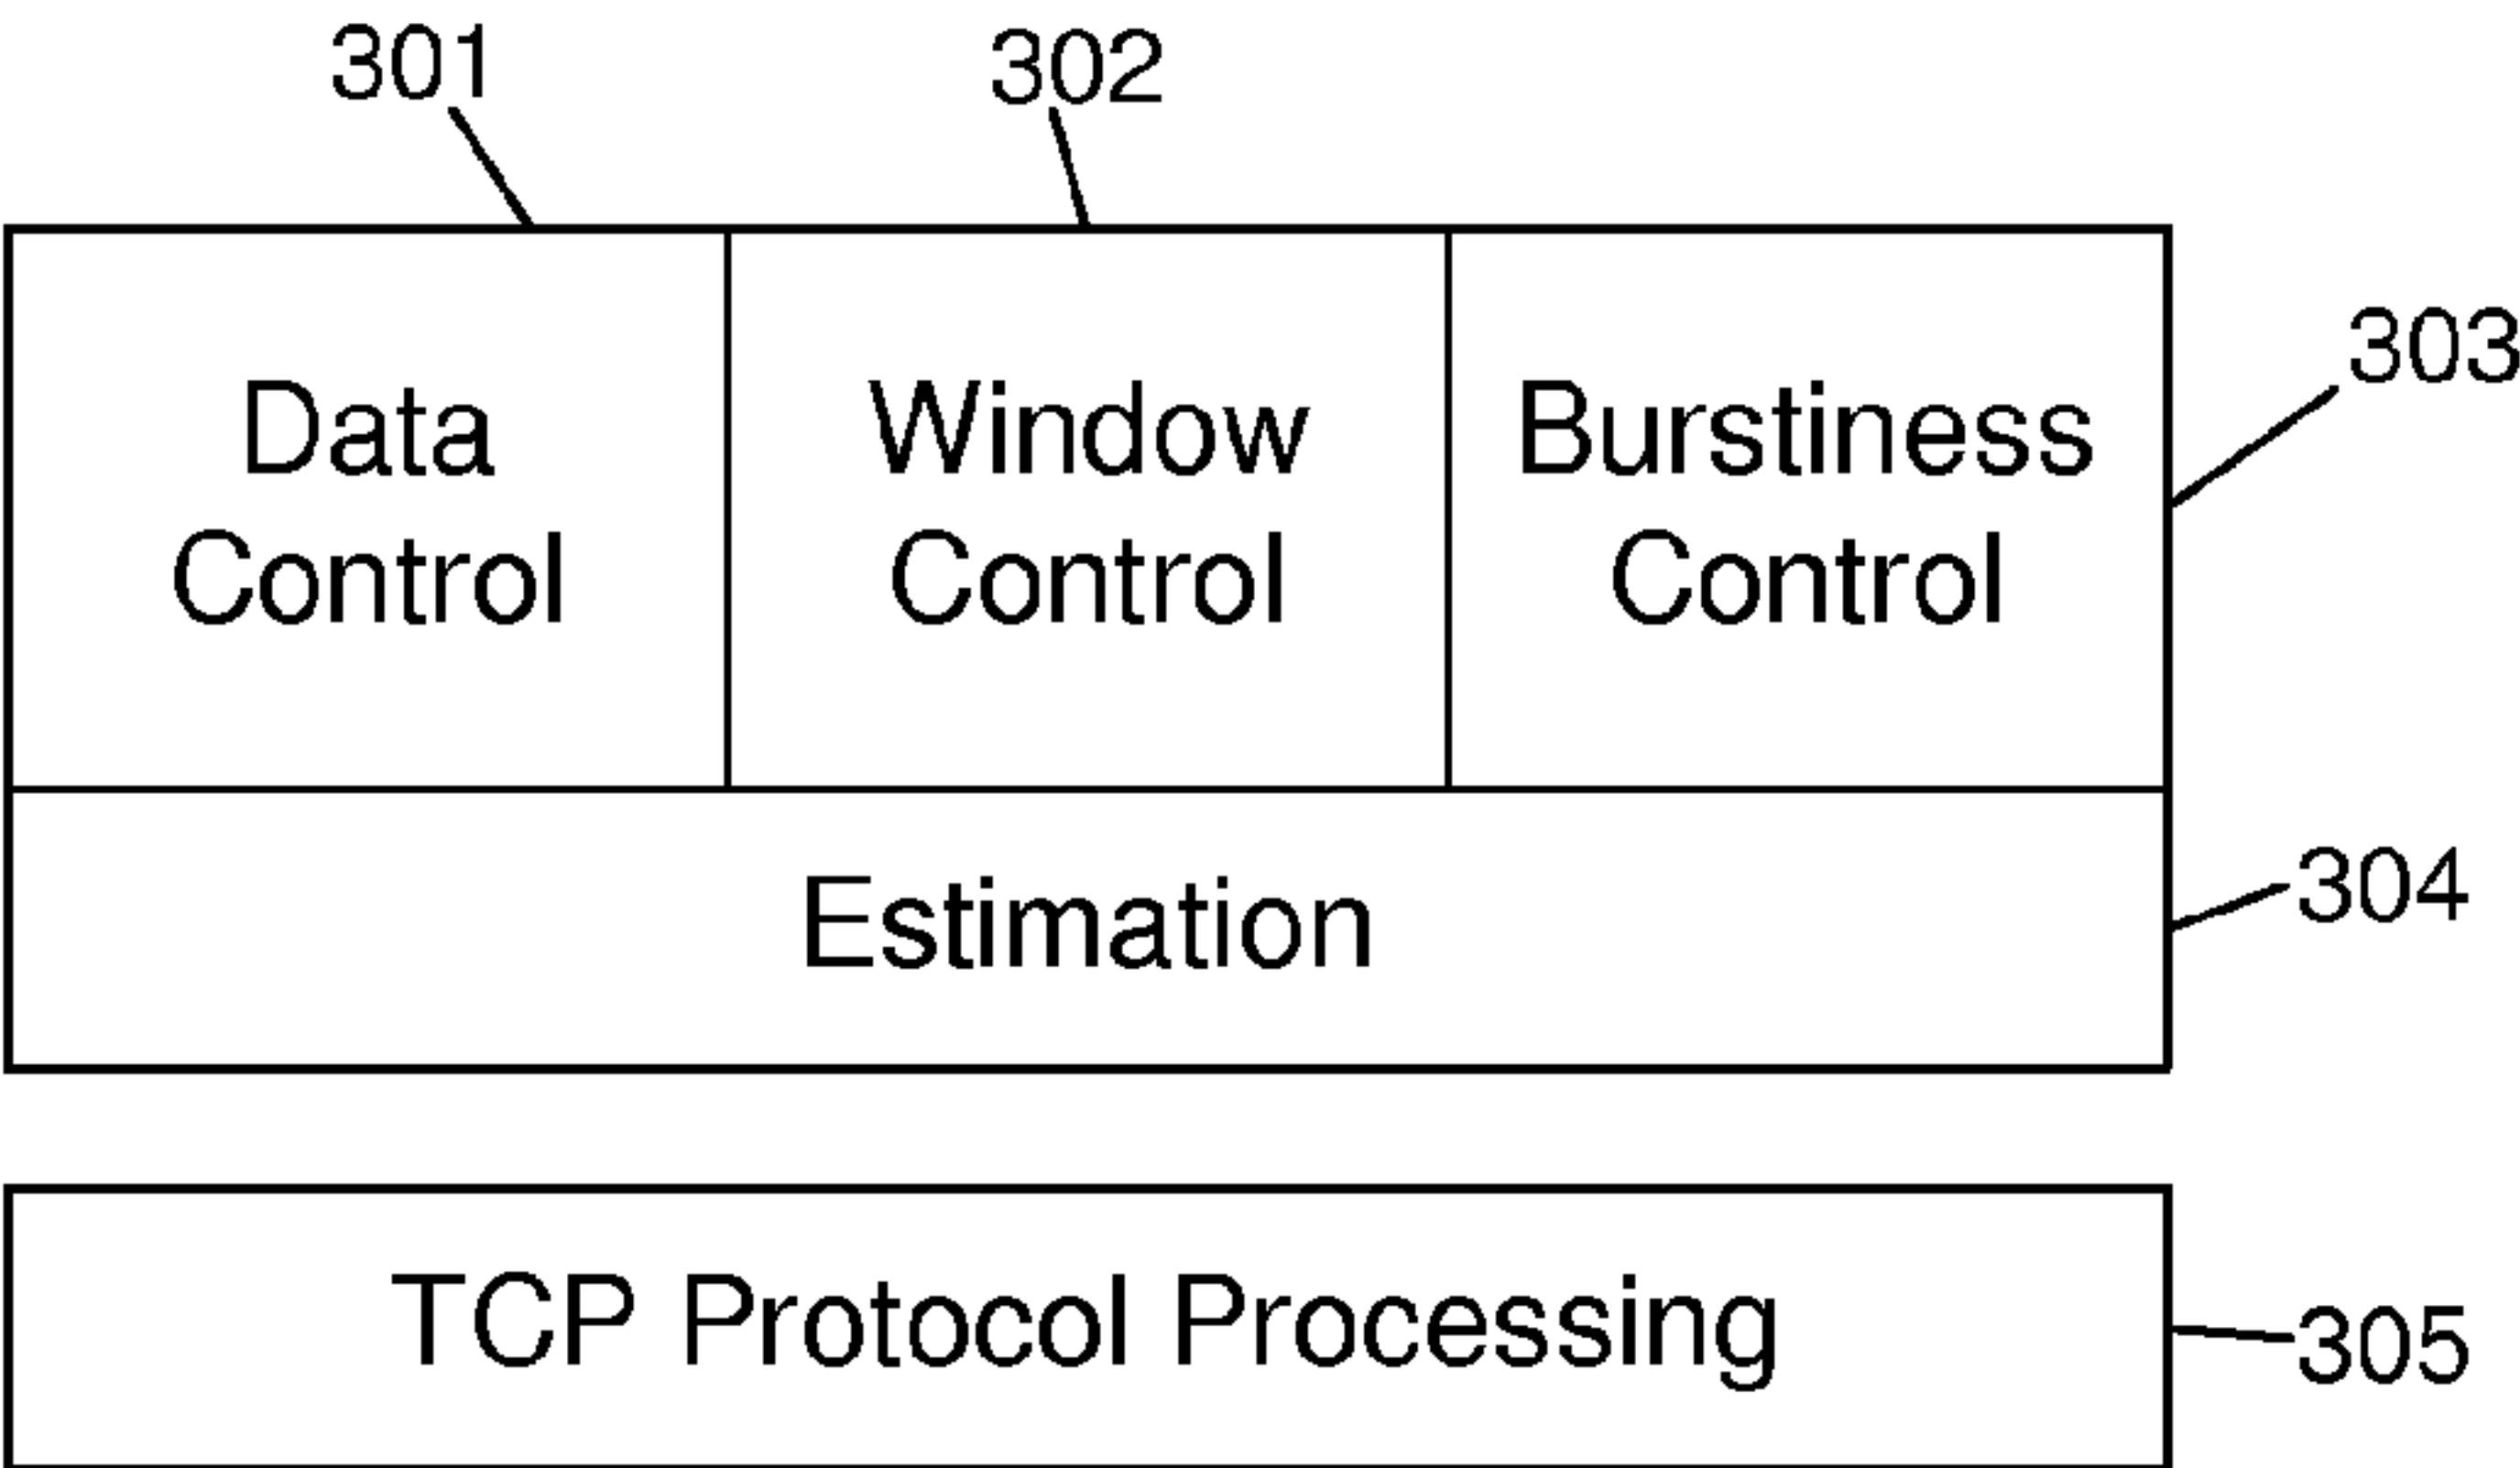 301
302
303
Data
Control
Window
Control
Burstiness
Control
Estimation
304
TCP Protocol Processing
305